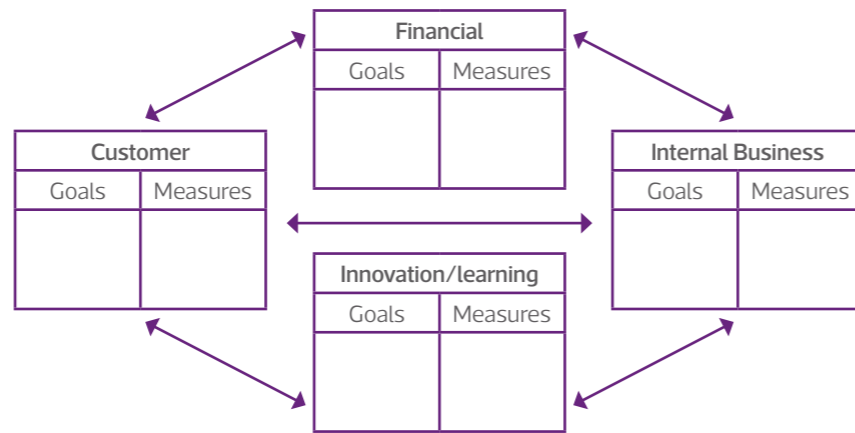 Financial
Goals Measures
Customer
Goals Measures
Internal Business
Goals Measures
Innovation/learning
Goals Measures